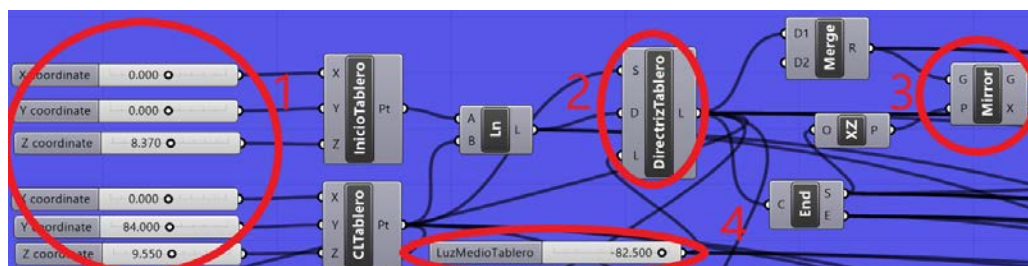 X coordinate 0.000
Y coordinate 0.000
Z coordinate 8.370
X Y Z InicioTablero Pt
1
X coordinate 0.000
Y coordinate 84.000
Z coordinate 9.550
X Y Z CLTablero Pt
A B Ln L
2
S D L DirectrizTablero L
LuzMedioTablero -82.500
4
D1 D2 Merge R
O XZ P
C End S E
3
G P Mirror G X